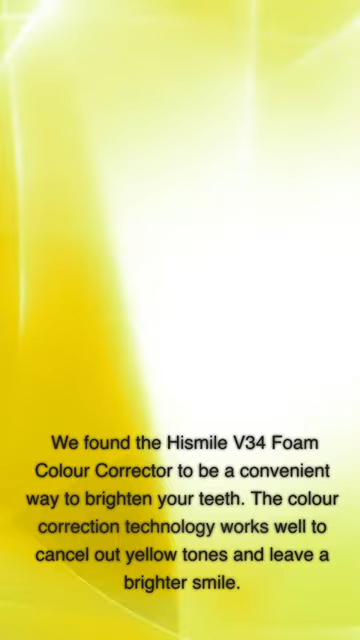 We found the Hismile V34 Foam
Colour Corrector to be a convenient
way to brighten your teeth. The colour
correction technology works well to
cancel out yellow tones and leave a
brighter smile.